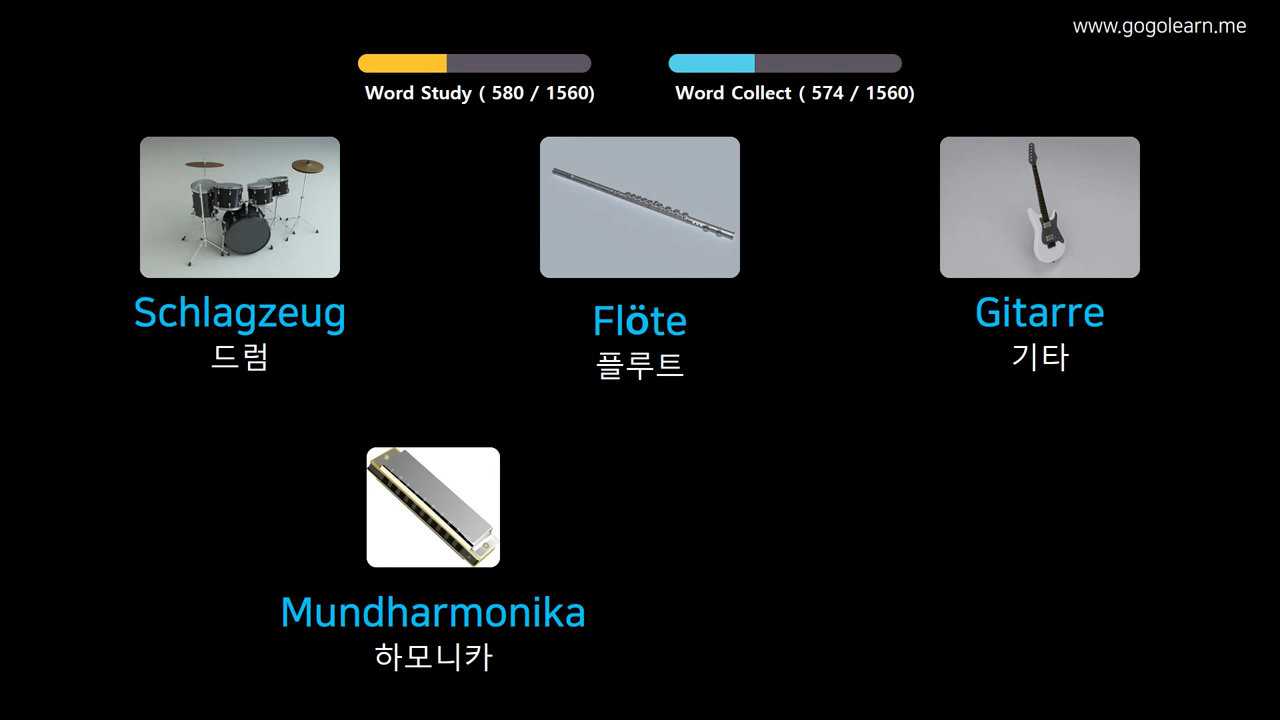 www.gogolearn.me
Word Study ( 580 / 1560)
Word Collect ( 574 / 1560)
Schlagzeug
드럼
Flöte
플루트
Gitarre
기타
Mundharmonika
하모니카